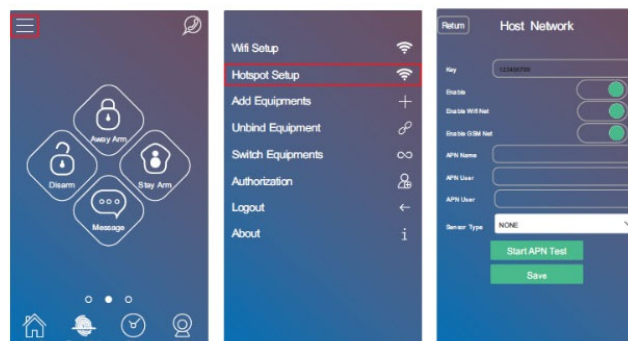 Away Arm
Disarm
Stay Arm
Message
Wifi Setup
Hotspot Setup
Add Equipments
Unbind Equipment
Switch Equipments
Authorization
Logout
About
Return
Host Network
Key
Enable
Enable Wifi Net
Enable GSM Net
APN Name
APN User
APN User
Sensor Type NONE
Start APN Test
Save